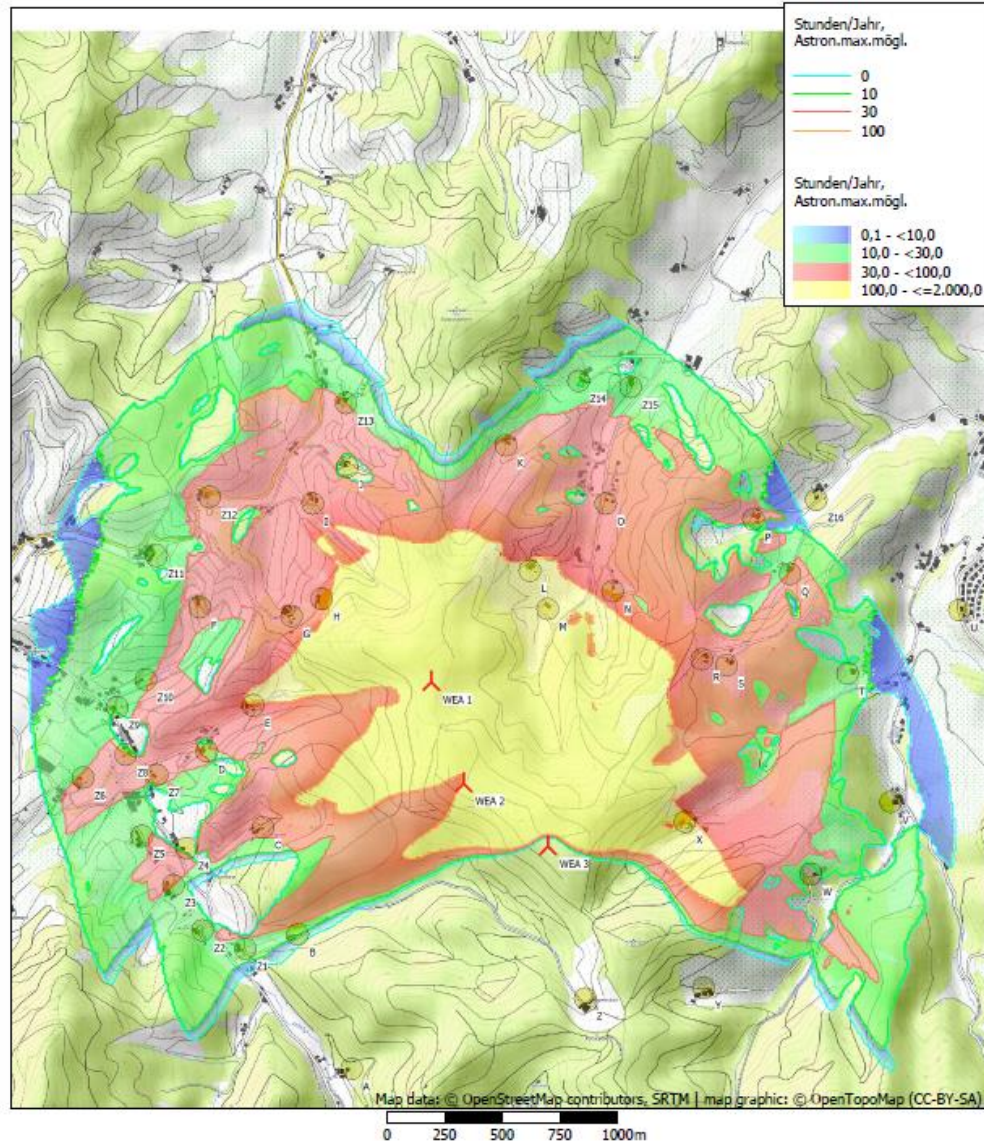 Stunden/Jahr,
Astron.max.mögl.
0
10
30
100
Stunden/Jahr,
Astron.max.mögl.
0,1 - <10,0
10,0 - <30,0
30,0 - <100,0
100,0 - <=2.000,0
Z14
Z15
Z13
K
J
Z12
I
O
Z16
P
Z11
L
Q
F
G
H
M
N
U
R
S
T
Z10
WEA 1
E
Z9
D
Z8
Z6
Z7
WEA 2
V
C
X
Z5
Z4
WEA 3
W
Z3
Z2
Z1
B
Z
Y
A
Map data: © OpenStreetMap contributors, SRTM | map graphic: © OpenTopoMap (CC-BY-SA)
0 250 500 750 1000m